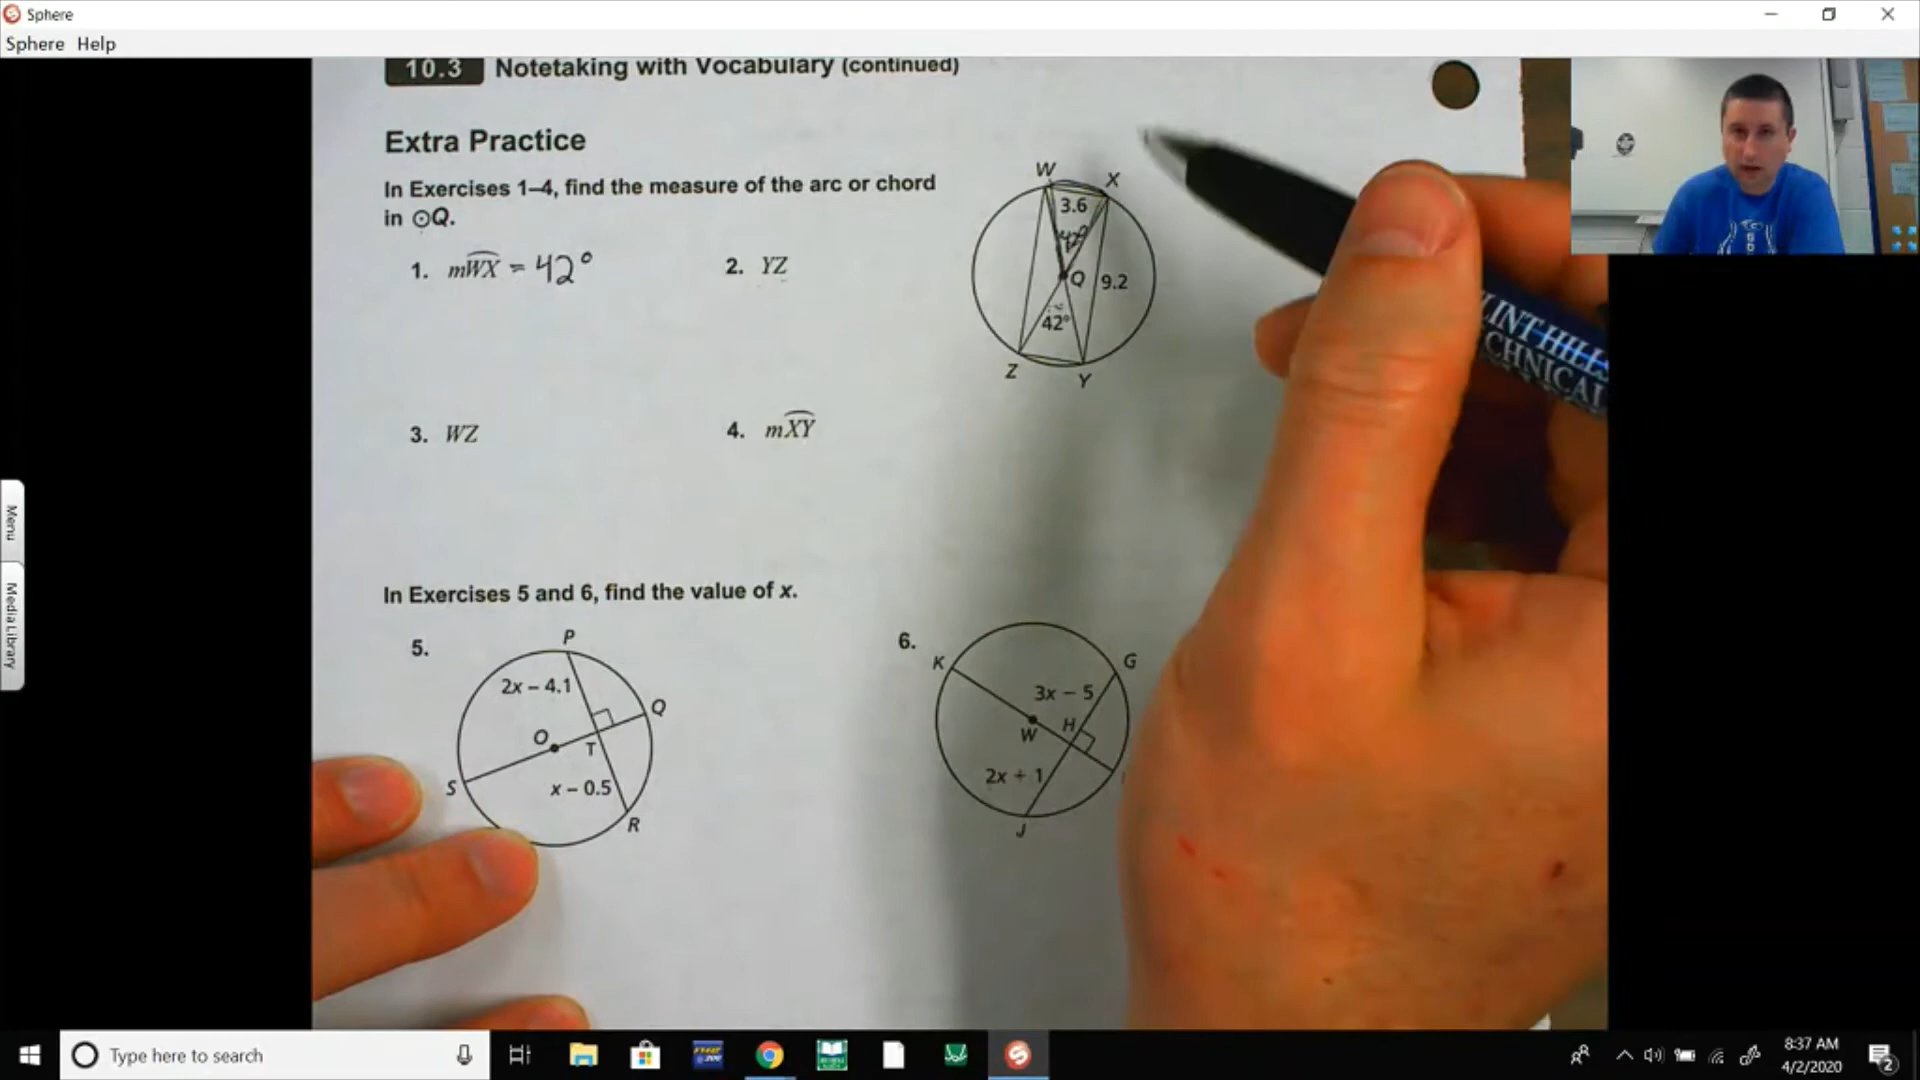 Sphere
Sphere Help
10.3 Notetaking with Vocabulary (continued)
Extra Practice
In Exercises 1–4, find the measure of the arc or chord
in ⊙Q.
1. mWX = 42°
2. YZ
W
X
3.6
42°
Q
9.2
42°
Z
Y
3. WZ
4. mXY
Menu
Media Library
In Exercises 5 and 6, find the value of x.
5.
P
2x – 4.1
Q
O
T
S
x – 0.5
R
6.
K
G
3x – 5
H
W
2x + 1
J
Type here to search
8:37 AM
4/2/2020
2